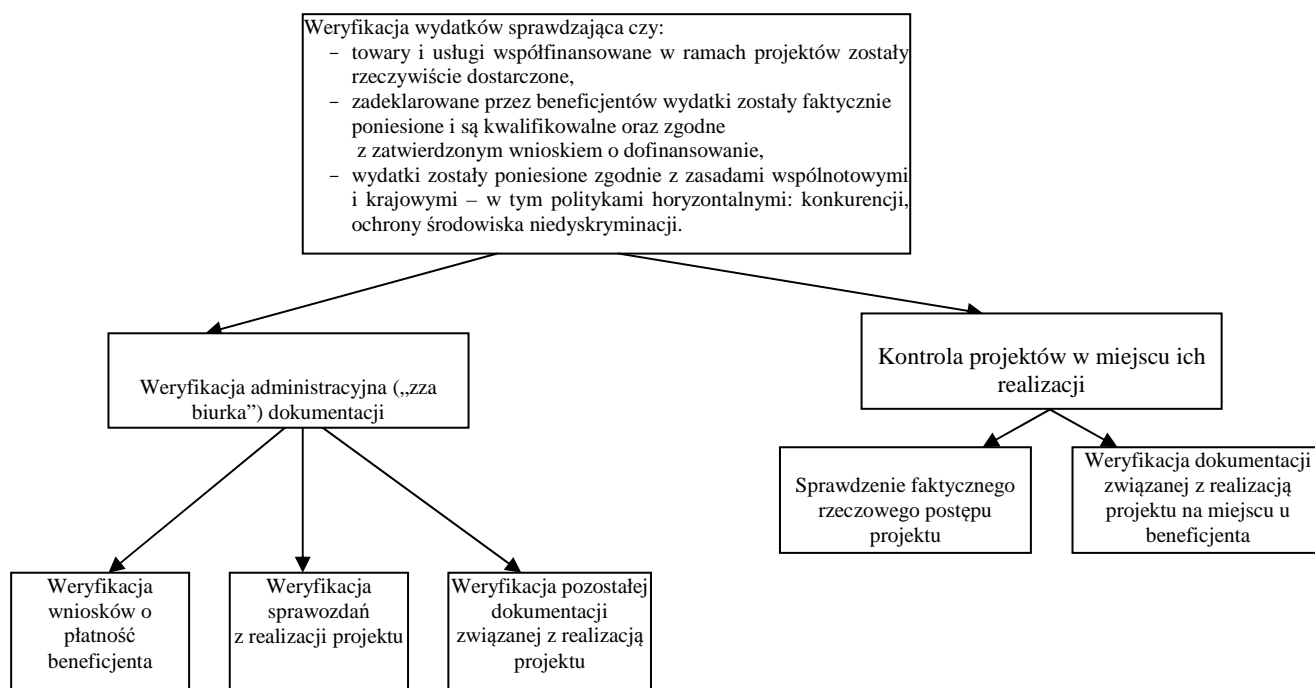 Weryfikacja wydatków sprawdzająca czy:
- towary i usługi współfinansowane w ramach projektów zostały
rzeczywiście dostarczone,
- zadeklarowane przez beneficjentów wydatki zostały faktycznie
poniesione i są kwalifikowalne oraz zgodne
z zatwierdzonym wnioskiem o dofinansowanie,
- wydatki zostały poniesione zgodnie z zasadami wspólnotowymi
i krajowymi – w tym politykami horyzontalnymi: konkurencji,
ochrony środowiska niedyskryminacji.
Weryfikacja administracyjna („zza
biurka”) dokumentacji
Kontrola projektów w miejscu ich
realizacji
Sprawdzenie faktycznego
rzeczowego postępu
projektu
Weryfikacja dokumentacji
związanej z realizacją
projektu na miejscu u
beneficjenta
Weryfikacja
wniosków o
płatność
beneficjenta
Weryfikacja
sprawozdań
z realizacji projektu
Weryfikacja pozostałej
dokumentacji
związanej z realizacją
projektu